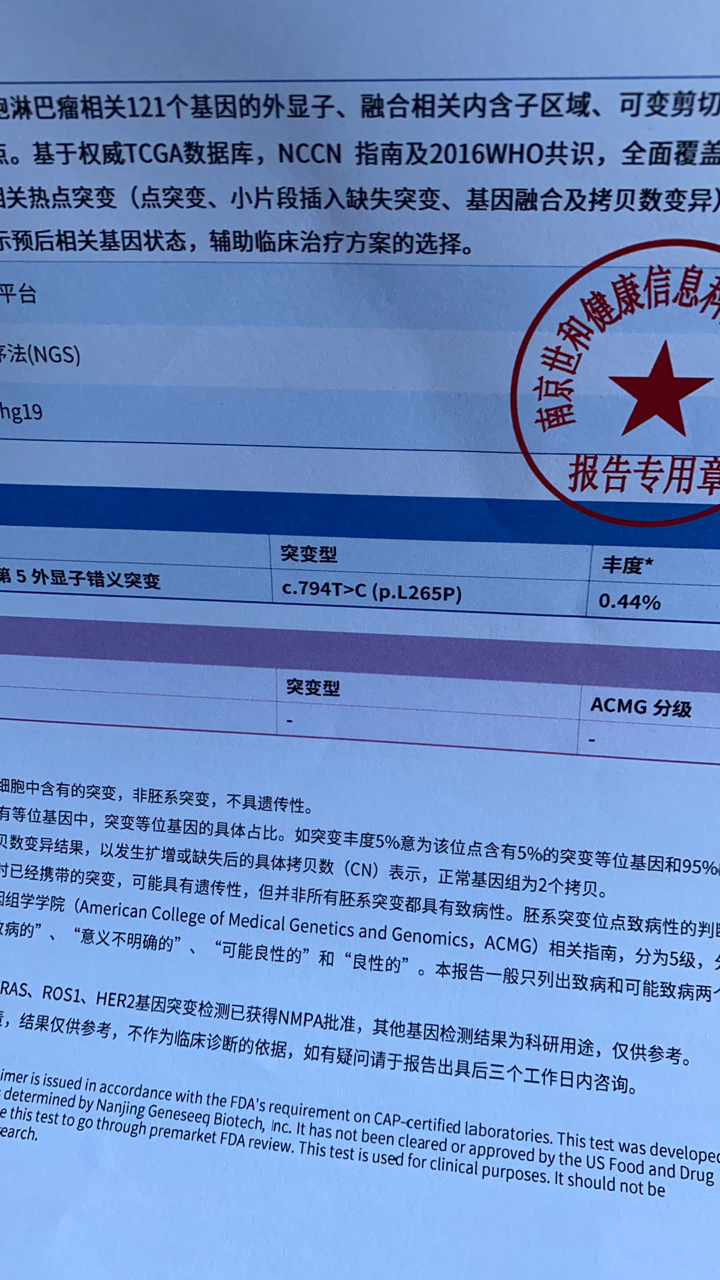 胞淋巴瘤相关121个基因的外显子、融合相关内含子区域、可变剪切
点。基于权威TCGA数据库，NCCN 指南及2016WHO共识，全面覆盖
相关热点突变（点突变、小片段插入缺失突变、基因融合及拷贝数变异）
示预后相关基因状态，辅助临床治疗方案的选择。
平台
序法(NGS)
hg19
南京世和健康信息科
报告专用章
突变型
丰度*
第 5 外显子错义突变
c.794T>C (p.L265P)
0.44%
突变型
ACMG 分级
-
-
细胞中含有的突变，非胚系突变，不具遗传性。
有等位基因中，突变等位基因的具体占比。如突变丰度5%意为该位点含有5%的突变等位基因和95%
贝数变异结果，以发生扩增或缺失后的具体拷贝数（CN）表示，正常基因组为2个拷贝。
时已经携带的突变，可能具有遗传性，但并非所有胚系突变都具有致病性。胚系突变位点致病性的判断
因组学学院（American College of Medical Genetics and Genomics，ACMG）相关指南，分为5级，分
致病的”、“意义不明确的”、“可能良性的”和“良性的”。本报告一般只列出致病和可能致病两个
RAS、ROS1、HER2基因突变检测已获得NMPA批准，其他基因检测结果为科研用途，仅供参考。
责，结果仅供参考，不作为临床诊断的依据，如有疑问请于报告出具后三个工作日内咨询。
imer is issued in accordance with the FDA's requirement on CAP-certified laboratories. This test was developed
determined by Nanjing Geneseeq Biotech, Inc. It has not been cleared or approved by the US Food and Drug
e this test to go through premarket FDA review. This test is used for clinical purposes. It should not be
earch.